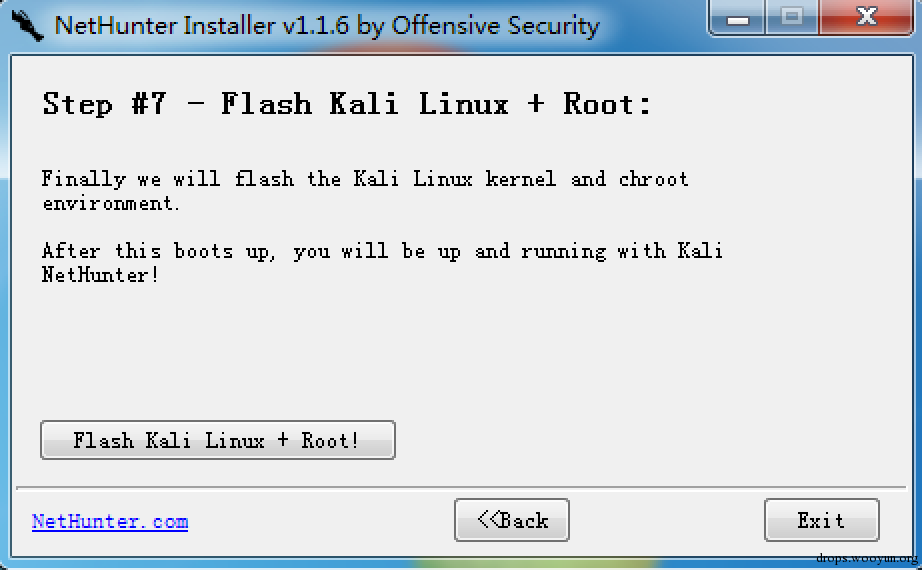 NetHunter Installer v1.1.6 by Offensive Security
Step #7 - Flash Kali Linux + Root:
Finally we will flash the Kali Linux kernel and chroot
environment.
After this boots up, you will be up and running with Kali
NetHunter!
Flash Kali Linux + Root!
NetHunter.com
<<Back
Exit
drops.wooyun.org